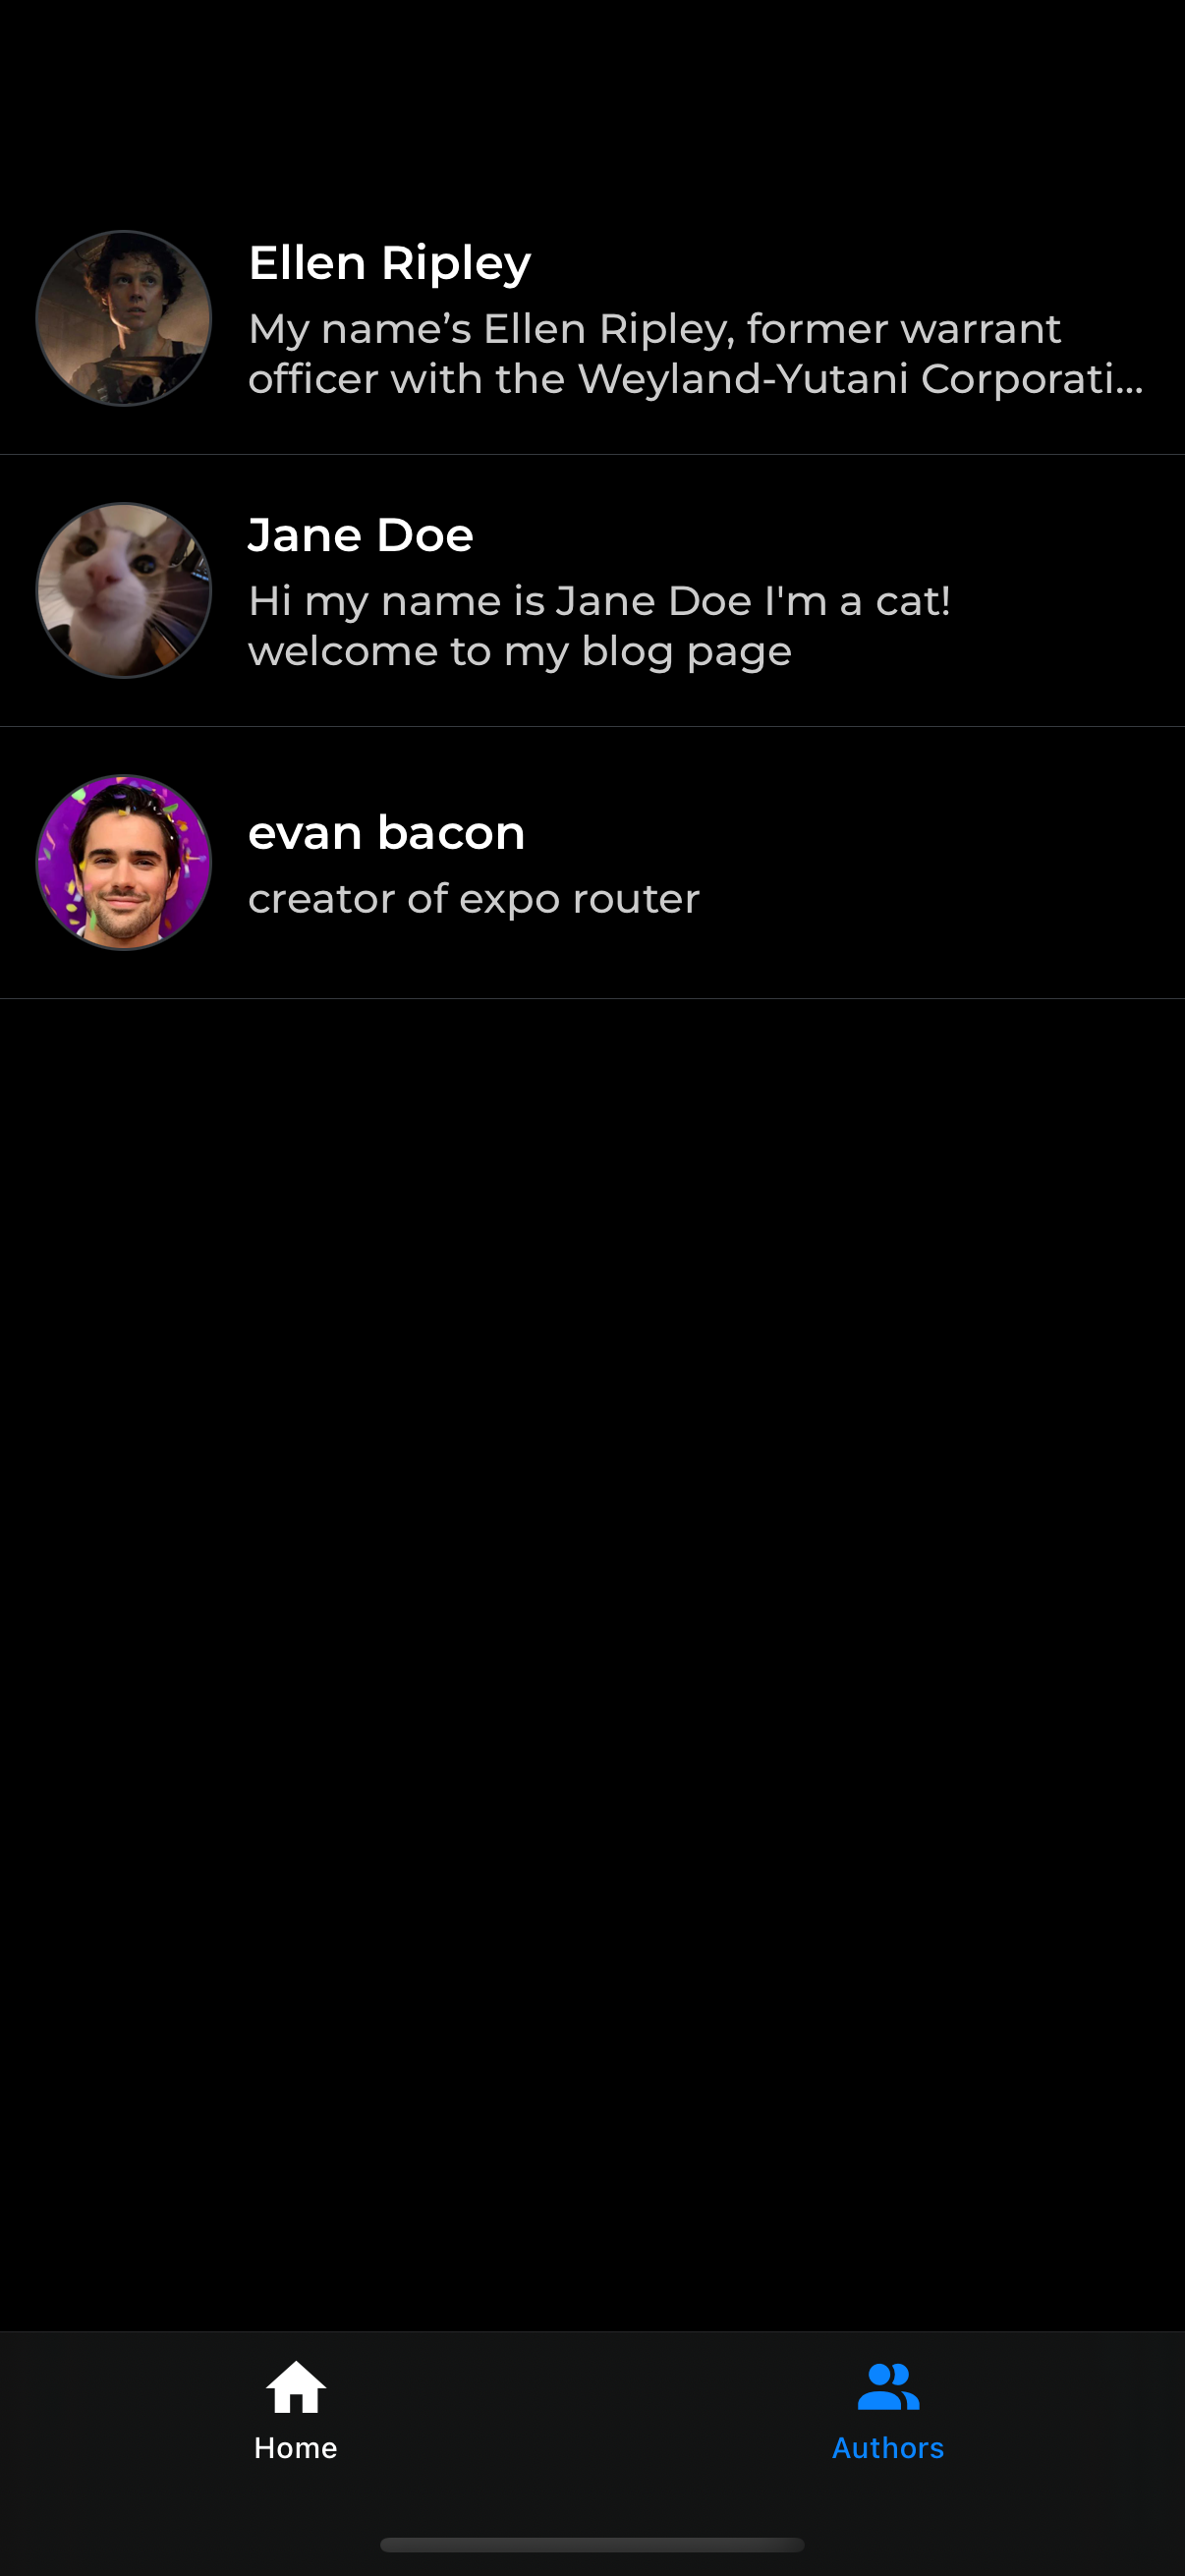 Ellen Ripley
My name’s Ellen Ripley, former warrant
officer with the Weyland-Yutani Corporati...
Jane Doe
Hi my name is Jane Doe I'm a cat!
welcome to my blog page
evan bacon
creator of expo router
Home
Authors